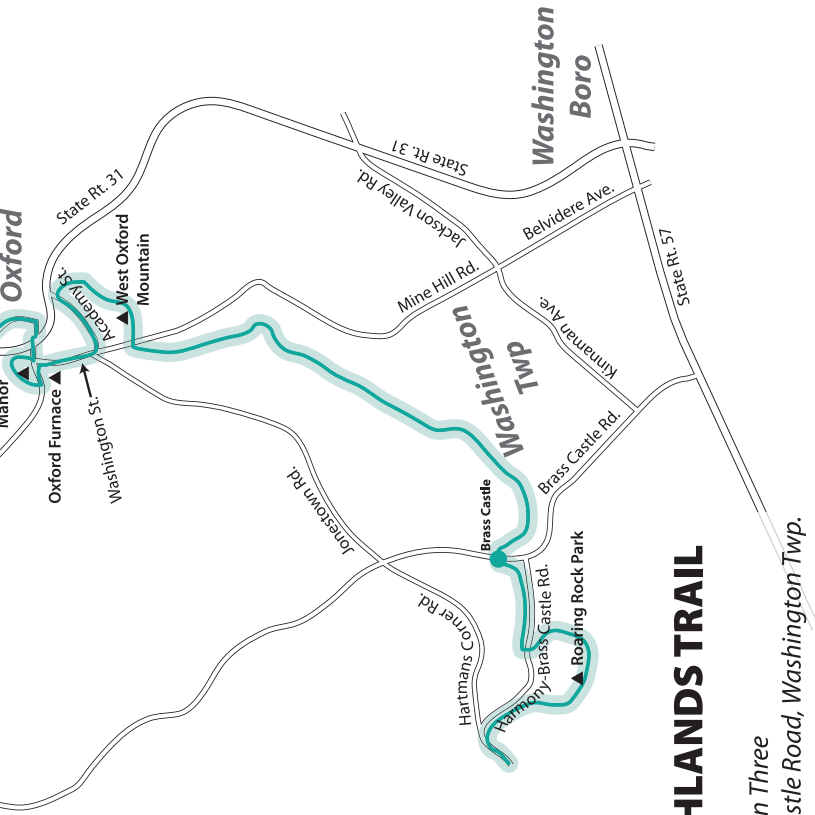 Oxford
Manor
State Rt. 31
Academy St.
West Oxford
Mountain
Oxford Furnace
Washington St.
State Rt. 31
Jackson Valley Rd.
Washington
Boro
Belvidere Ave.
Mine Hill Rd.
State Rt. 57
Washington
Twp
Kinnaman Ave.
Brass Castle Rd.
Jonestown Rd.
Brass Castle
Hartmans Corner Rd.
Harmony-Brass Castle Rd.
Roaring Rock Park
HLANDS TRAIL
n Three
stle Road, Washington Twp.